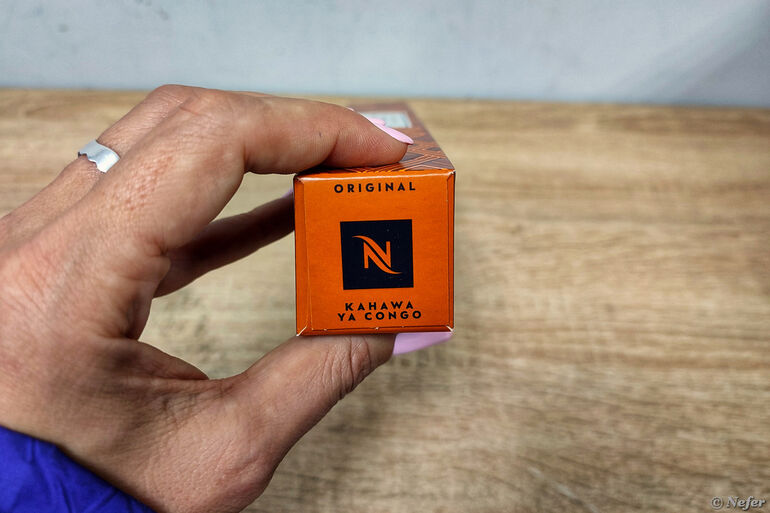 ORIGINAL
N
KAHAWA
YA CONGO
© Nefer